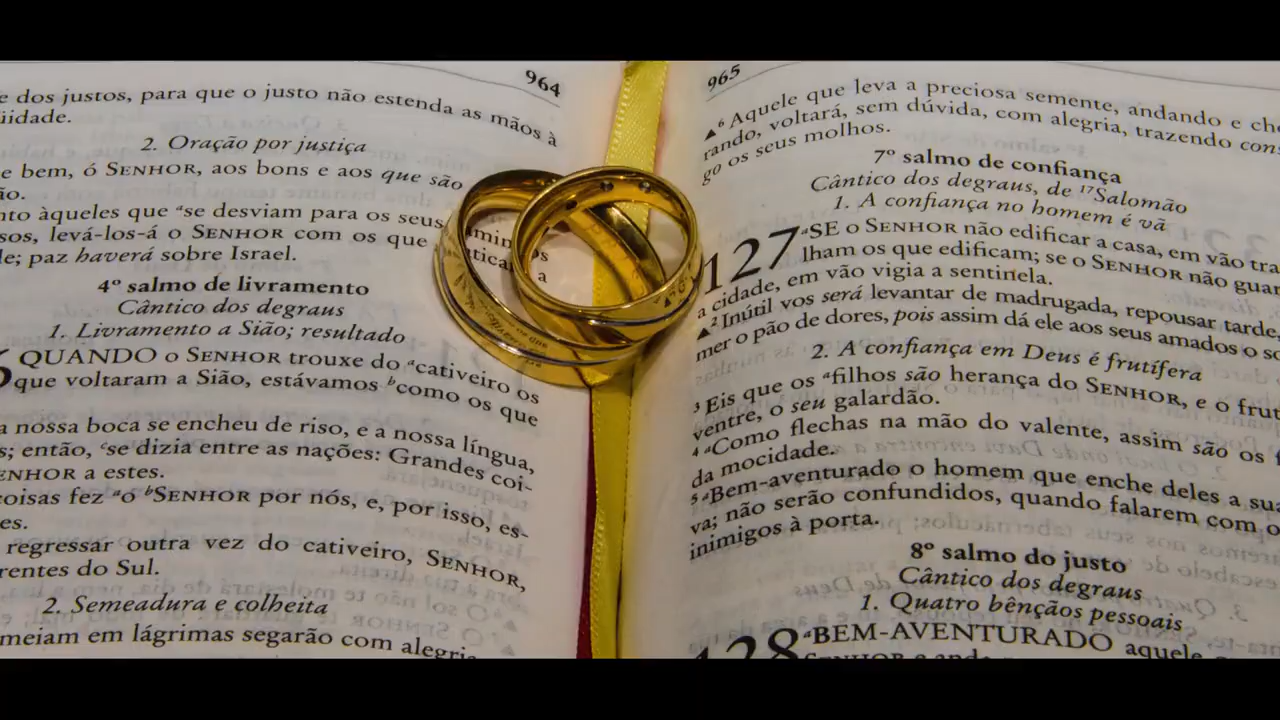 964
e dos justos, para que o justo não estenda as mãos à
üidade.
2. Oração por justiça
e bem, ó SENHOR, aos bons e aos que são
ão.
nto àqueles que ªse desviam para os seus
sos, levá-los-á o SENHOR com os que
le; paz haverá sobre Israel.
4º salmo de livramento
Cântico dos degraus
1. Livramento a Sião; resultado
6 QUANDO o SENHOR trouxe do ªcativeiro os
que voltaram a Sião, estávamos ᵇcomo os que
a nossa boca se encheu de riso, e a nossa língua,
s; então, ᶜse dizia entre as nações: Grandes coi-
ENHOR a estes.
coisas fez ªo ᵇSENHOR por nós, e, por isso, es-
es.
regressar outra vez do cativeiro, SENHOR,
rentes do Sul.
2. Semeadura e colheita
meiam em lágrimas segarão com alegria
965
▲⁶ Aquele que leva a preciosa semente, andando e cho
rando, voltará, sem dúvida, com alegria, trazendo cons
go os seus molhos.
7º salmo de confiança
Cântico dos degraus, de ¹⁷Salomão
1. A confiança no homem é vã
127 ªSE o SENHOR não edificar a casa, em vão tra
lham os que edificam; se o SENHOR não guar
a cidade, em vão vigia a sentinela.
▲² Inútil vos será levantar de madrugada, repousar tarde,
mer o pão de dores, pois assim dá ele aos seus amados o so
2. A confiança em Deus é frutífera
³ Eis que os ªfilhos são herança do SENHOR, e o frut
ventre, o seu galardão.
⁴ ªComo flechas na mão do valente, assim são os f
da mocidade.
⁵ ªBem-aventurado o homem que enche deles a sua
va; não serão confundidos, quando falarem com o
inimigos à porta.
8º salmo do justo
Cântico dos degraus
1. Quatro bênçãos pessoais
128 ªBEM-AVENTURADO aquele
SENHOR e anda